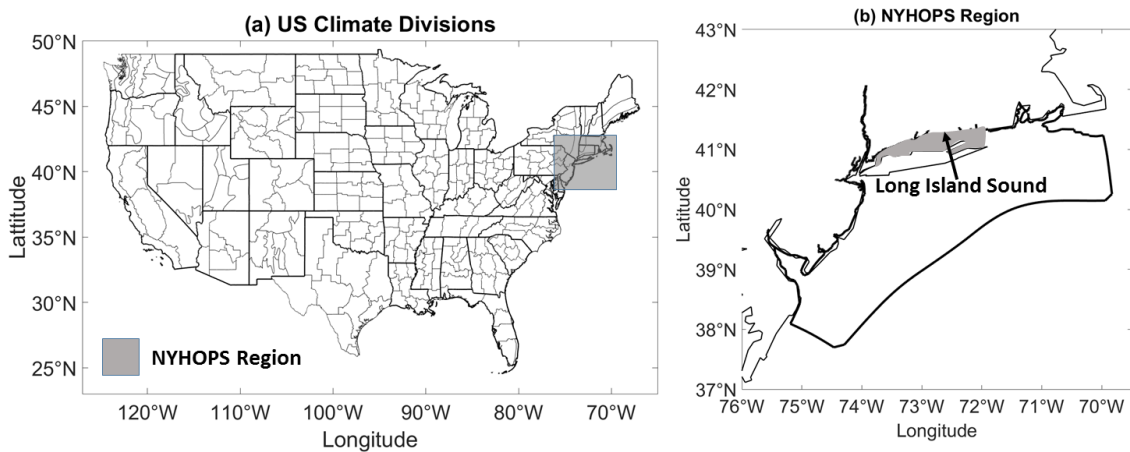 (a) US Climate Divisions
50°N
45°N
40°N
35°N
30°N
25°N
Lattitude
NYHOPS Region
120°W 110°W 100°W 90°W 80°W 70°W
Longitude
(b) NYHOPS Region
43°N
42°N
41°N
40°N
39°N
38°N
37°N
Lattitude
Long Island Sound
76°W 75°W 74°W 73°W 72°W 71°W 70°W
Longitude